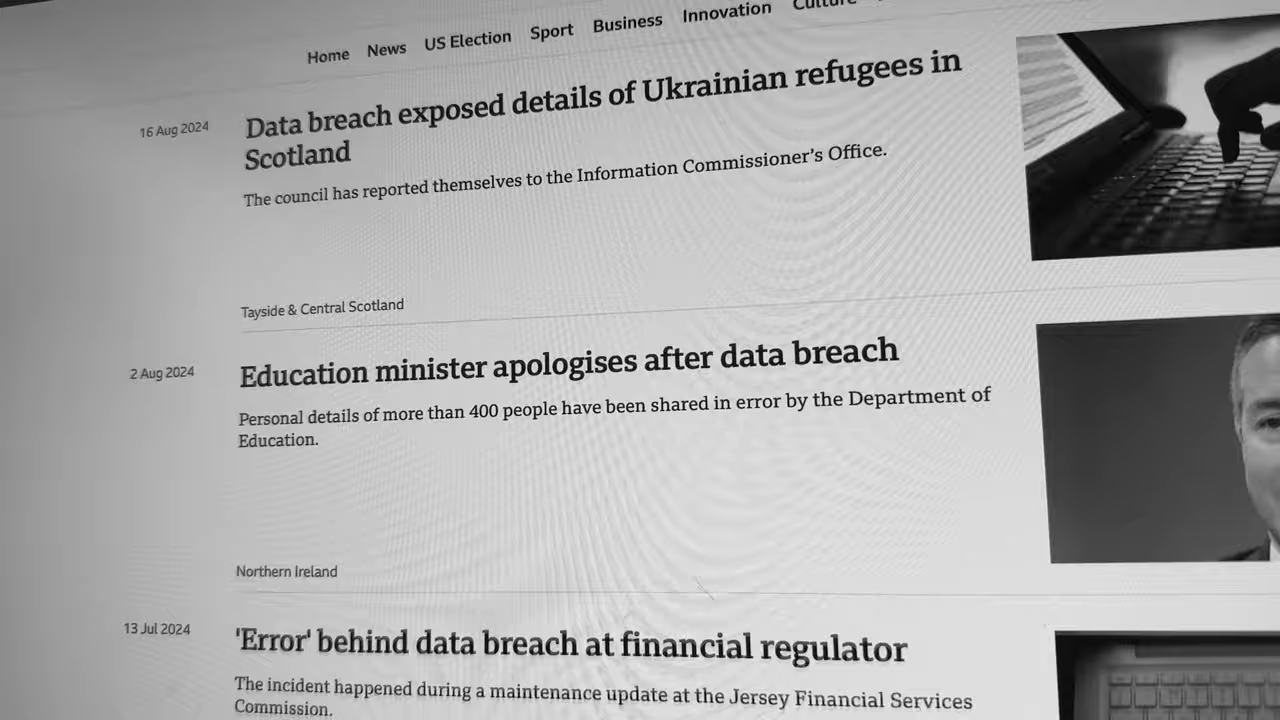 Home News US Election Sport Business Innovation Culture
16 Aug 2024
Data breach exposed details of Ukrainian refugees in
Scotland
The council has reported themselves to the Information Commissioner's Office.
Tayside & Central Scotland
2 Aug 2024
Education minister apologises after data breach
Personal details of more than 400 people have been shared in error by the Department of
Education.
Northern Ireland
13 Jul 2024
'Error' behind data breach at financial regulator
The incident happened during a maintenance update at the Jersey Financial Services
Commission.